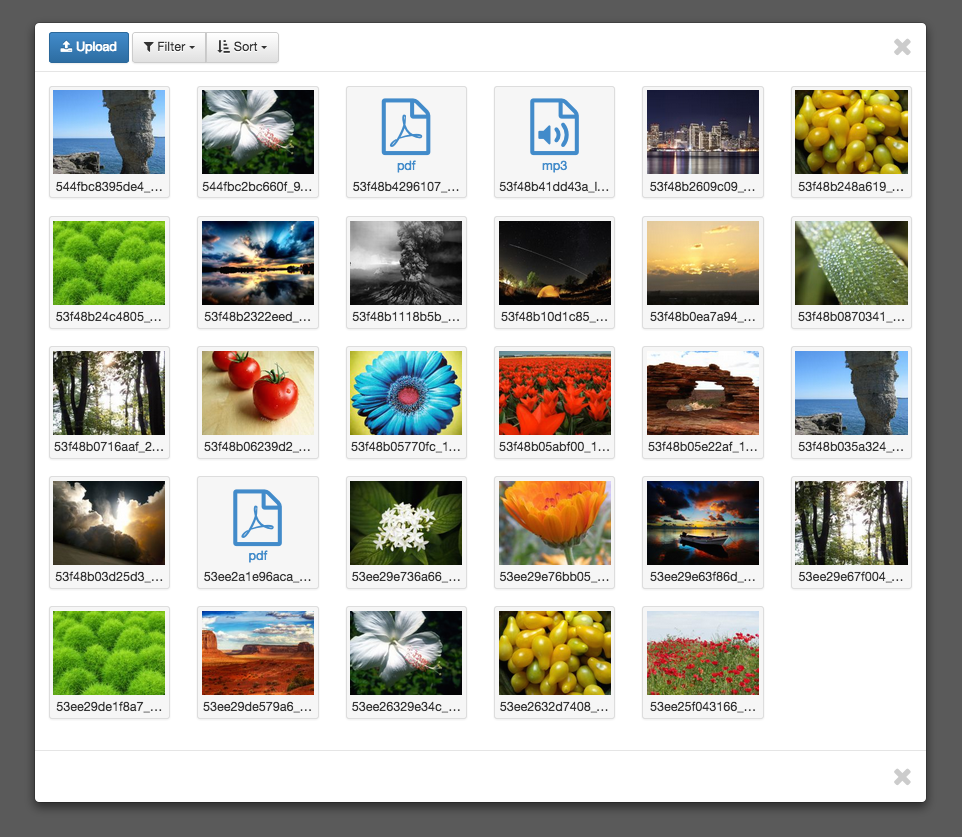 Upload Filter Sort
544fbc8395de4_...
544fbc2bc660f_9...
pdf
53f48b4296107_...
mp3
53f48b41dd43a_l...
53f48b2609c09_...
53f48b248a619_...
53f48b24c4805_...
53f48b2322eed_...
53f48b1118b5b_...
53f48b10d1c85_...
53f48b0ea7a94_...
53f48b0870341_...
53f48b0716aaf_2...
53f48b06239d2_...
53f48b05770fc_1...
53f48b05abf00_1...
53f48b05e22af_1...
53f48b035a324_...
53f48b03d25d3_...
pdf
53ee2a1e96aca_...
53ee29e736a66_...
53ee29e76bb05_...
53ee29e63f86d_...
53ee29e67f004_...
53ee29de1f8a7_...
53ee29de579a6_...
53ee26329e34c_...
53ee2632d7408_...
53ee25f043166_...